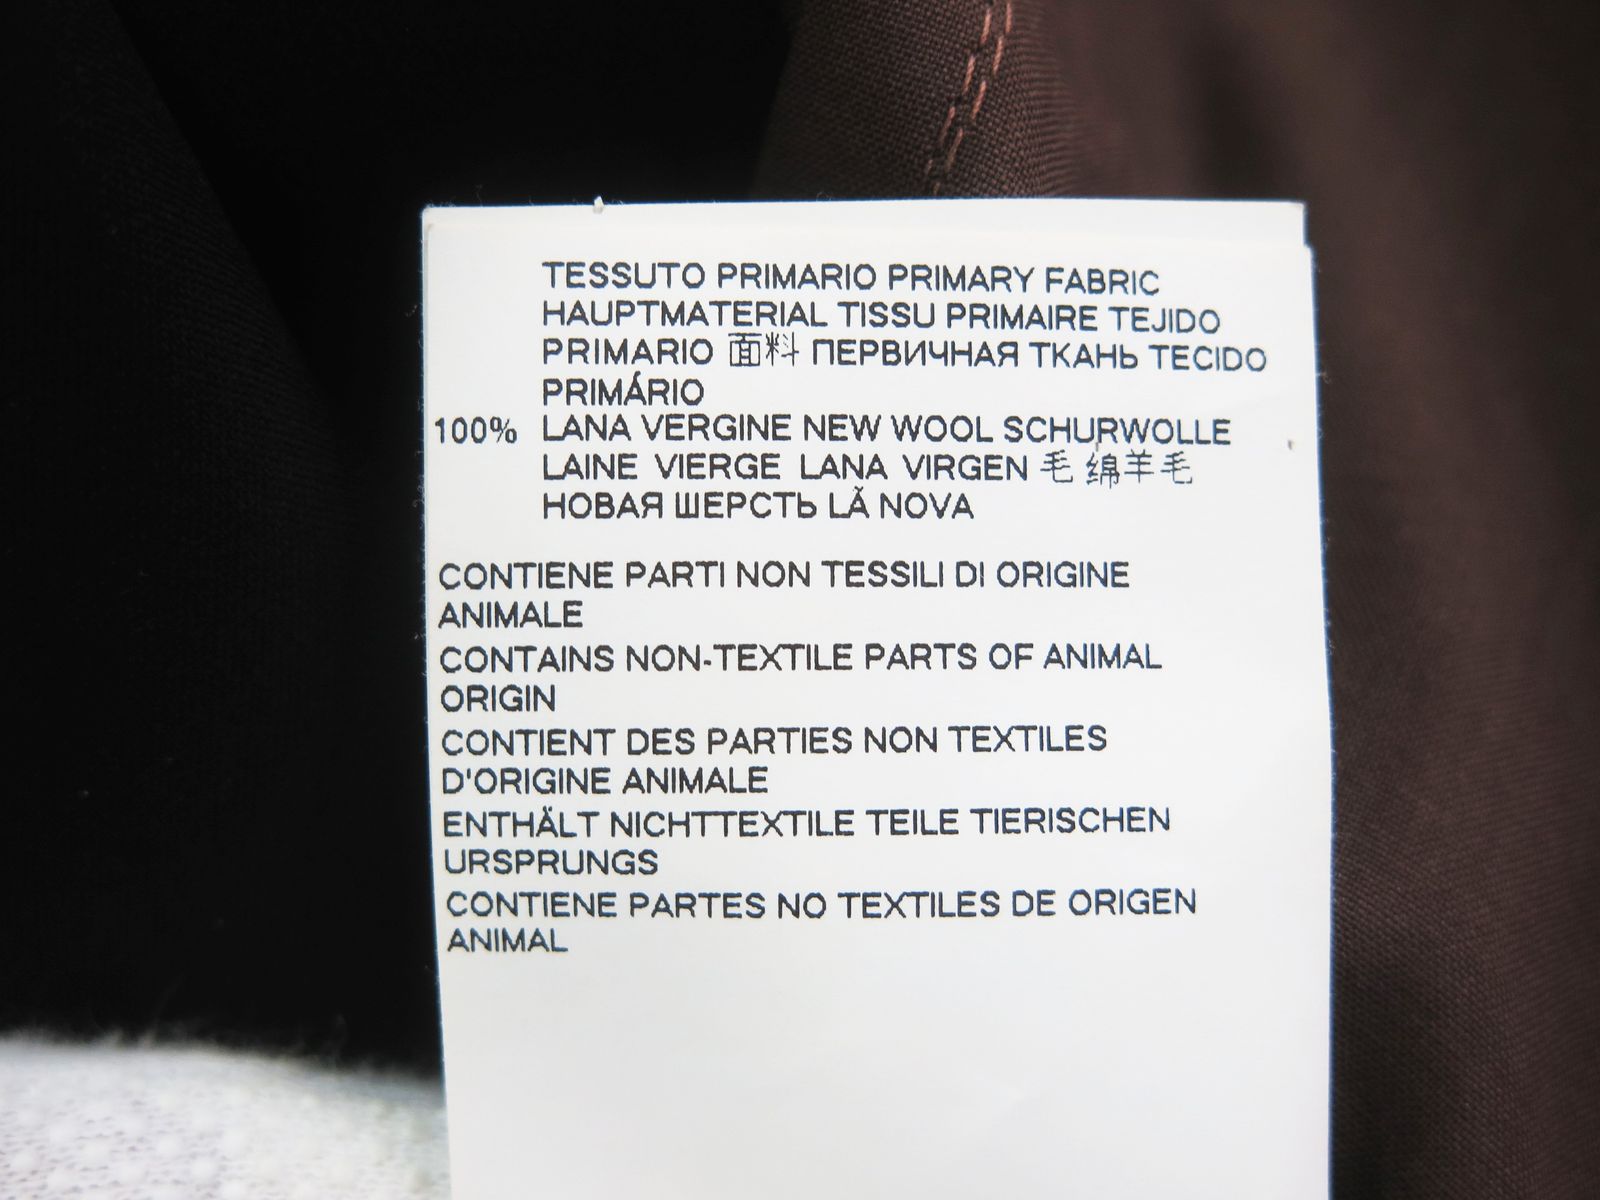 TESSUTO PRIMARIO PRIMARY FABRIC
HAUPTMATERIAL TISSU PRIMAIRE TEJIDO
PRIMARIO 面料 ПЕРВИЧНАЯ ТКАНЬ TECIDO
PRIMÁRIO
100% LANA VERGINE NEW WOOL SCHURWOLLE
LAINE VIERGE LANA VIRGEN 毛 绵羊毛
НОВАЯ ШЕРСТЬ LÃ NOVA
CONTIENE PARTI NON TESSILI DI ORIGINE
ANIMALE
CONTAINS NON-TEXTILE PARTS OF ANIMAL
ORIGIN
CONTIENT DES PARTIES NON TEXTILES
D'ORIGINE ANIMALE
ENTHÄLT NICHTTEXTILE TEILE TIERISCHEN
URSPRUNGS
CONTIENE PARTES NO TEXTILES DE ORIGEN
ANIMAL